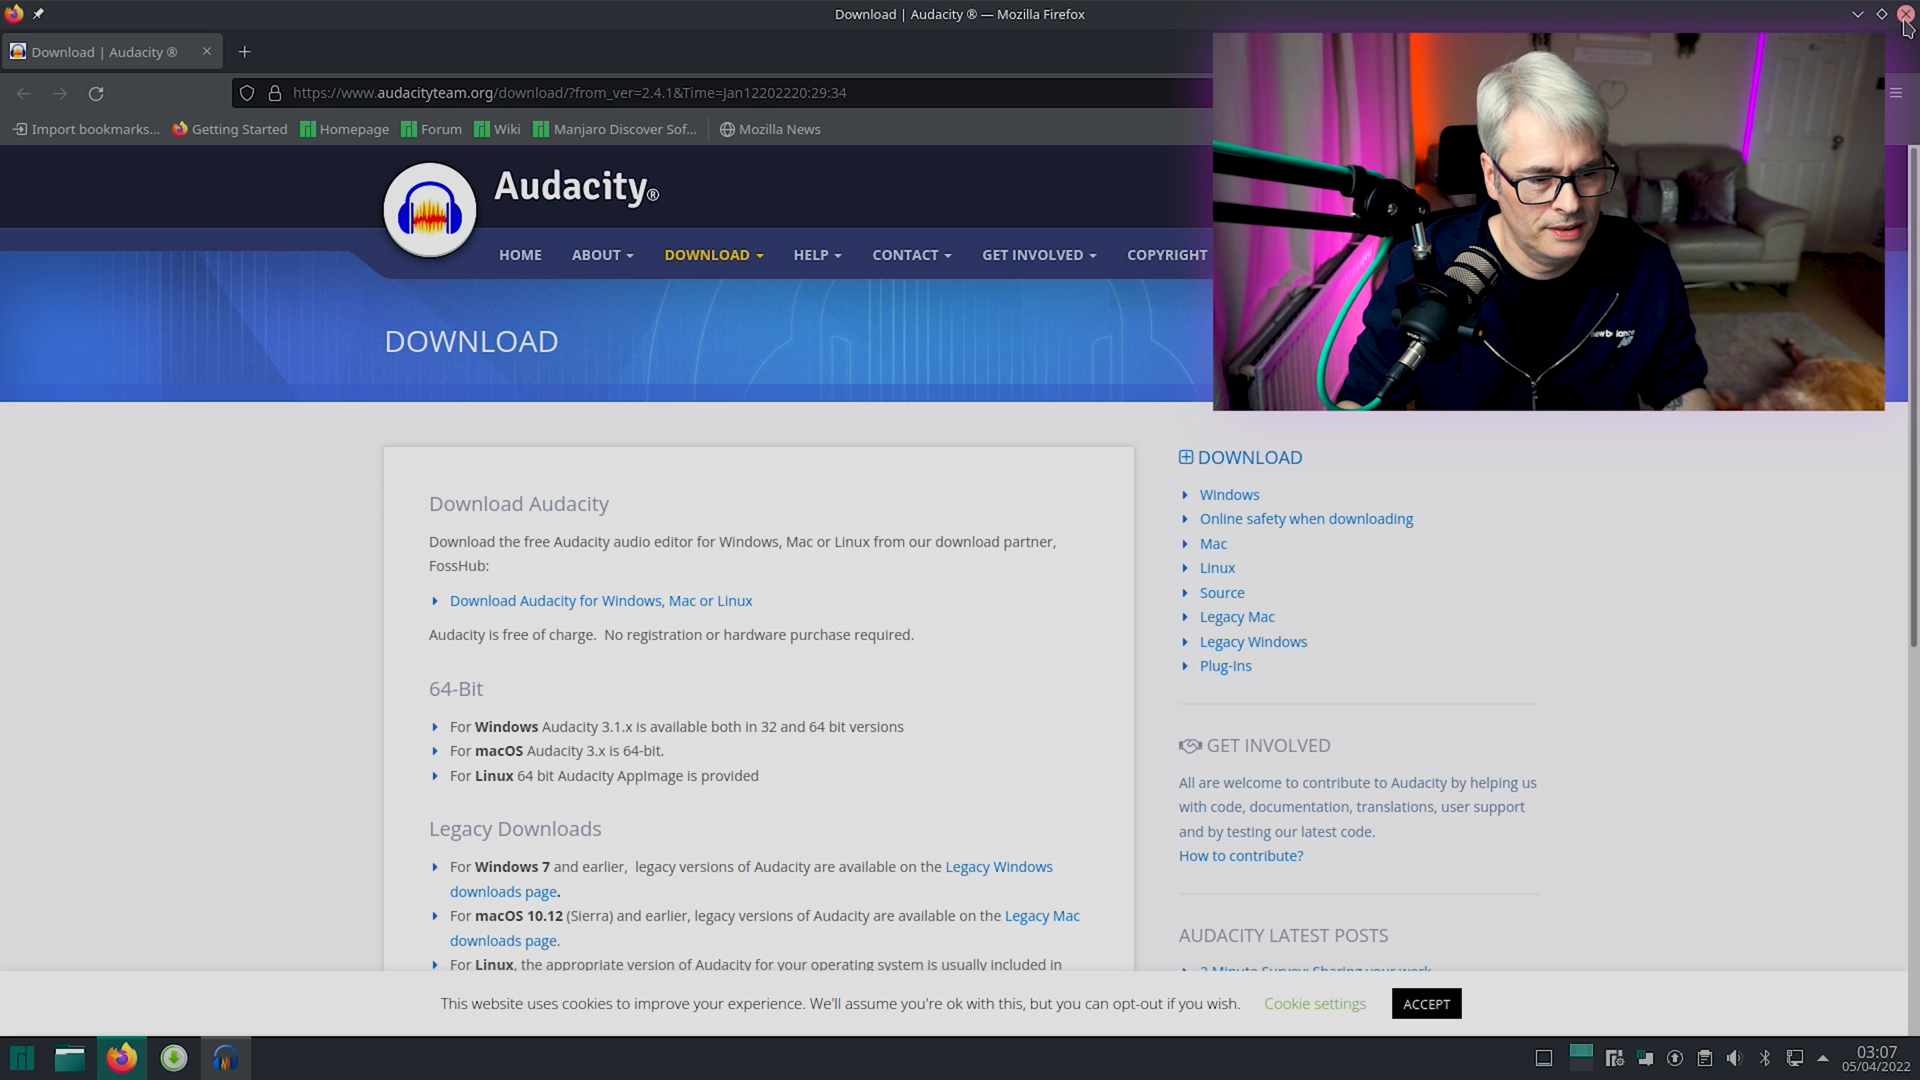 Download | Audacity ® — Mozilla Firefox
Download | Audacity ®
https://www.audacityteam.org/download/?from_ver=2.4.1&Time=Jan12202220:29:34
Import bookmarks...
Getting Started
Homepage
Forum
Wiki
Manjaro Discover Sof...
Mozilla News
Audacity®
HOME
ABOUT
DOWNLOAD
HELP
CONTACT
GET INVOLVED
COPYRIGHT
DOWNLOAD
new balance
Download Audacity
Download the free Audacity audio editor for Windows, Mac or Linux from our download partner,
FossHub:
Download Audacity for Windows, Mac or Linux
Audacity is free of charge. No registration or hardware purchase required.
64-Bit
For Windows Audacity 3.1.x is available both in 32 and 64 bit versions
For macOS Audacity 3.x is 64-bit.
For Linux 64 bit Audacity AppImage is provided
Legacy Downloads
For Windows 7 and earlier, legacy versions of Audacity are available on the Legacy Windows
downloads page.
For macOS 10.12 (Sierra) and earlier, legacy versions of Audacity are available on the Legacy Mac
downloads page.
For Linux, the appropriate version of Audacity for your operating system is usually included in
DOWNLOAD
Windows
Online safety when downloading
Mac
Linux
Source
Legacy Mac
Legacy Windows
Plug-Ins
GET INVOLVED
All are welcome to contribute to Audacity by helping us
with code, documentation, translations, user support
and by testing our latest code.
How to contribute?
AUDACITY LATEST POSTS
2 Minute Survey: Sharing your work
This website uses cookies to improve your experience. We'll assume you're ok with this, but you can opt-out if you wish.
Cookie settings
ACCEPT
03:07
05/04/2022